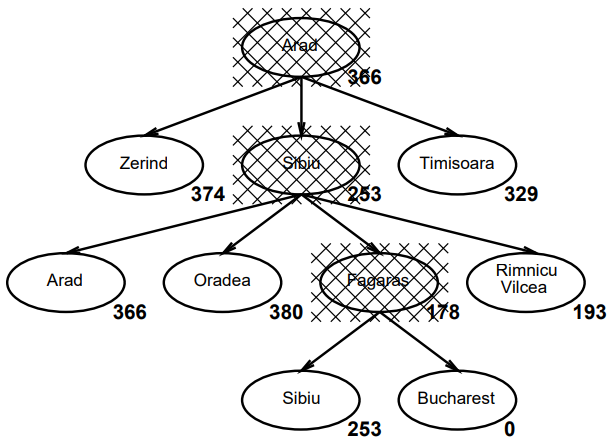 Arad
366
Zerind
374
Sibiu
253
Timisoara
329
Arad
366
Oradea
380
Fagaras
178
Rimnicu
Vilcea
193
Sibiu
253
Bucharest
0